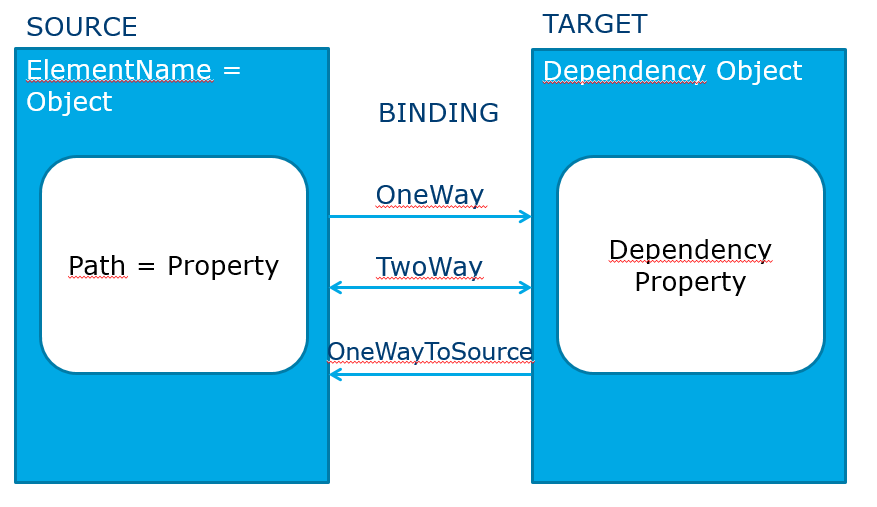 SOURCE
ElementName =
Object
Path = Property
BINDING
OneWay
TwoWay
OneWayToSource
TARGET
Dependency Object
Dependency
Property